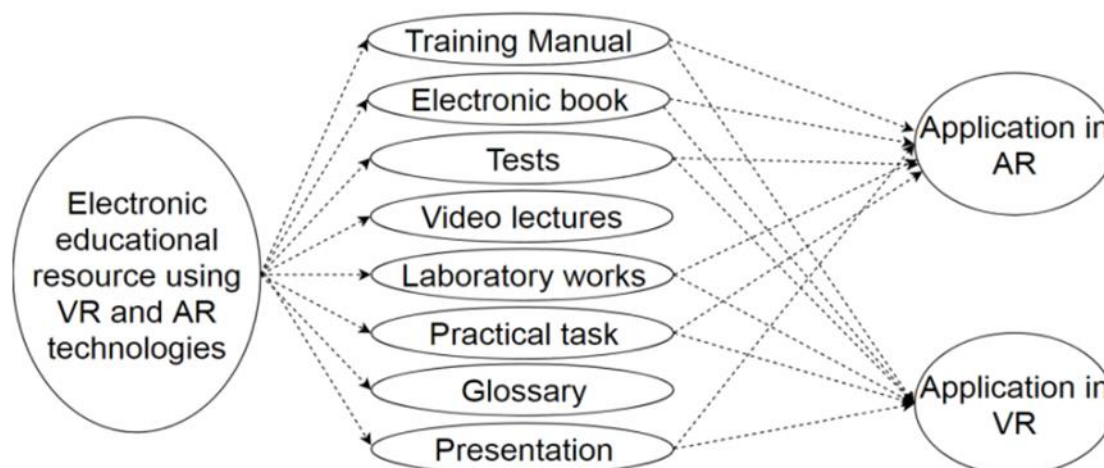 Electronic
educational
resource using
VR and AR
technologies
Training Manual
Electronic book
Tests
Video lectures
Laboratory works
Practical task
Glossary
Presentation
Application in
AR
Application in
VR